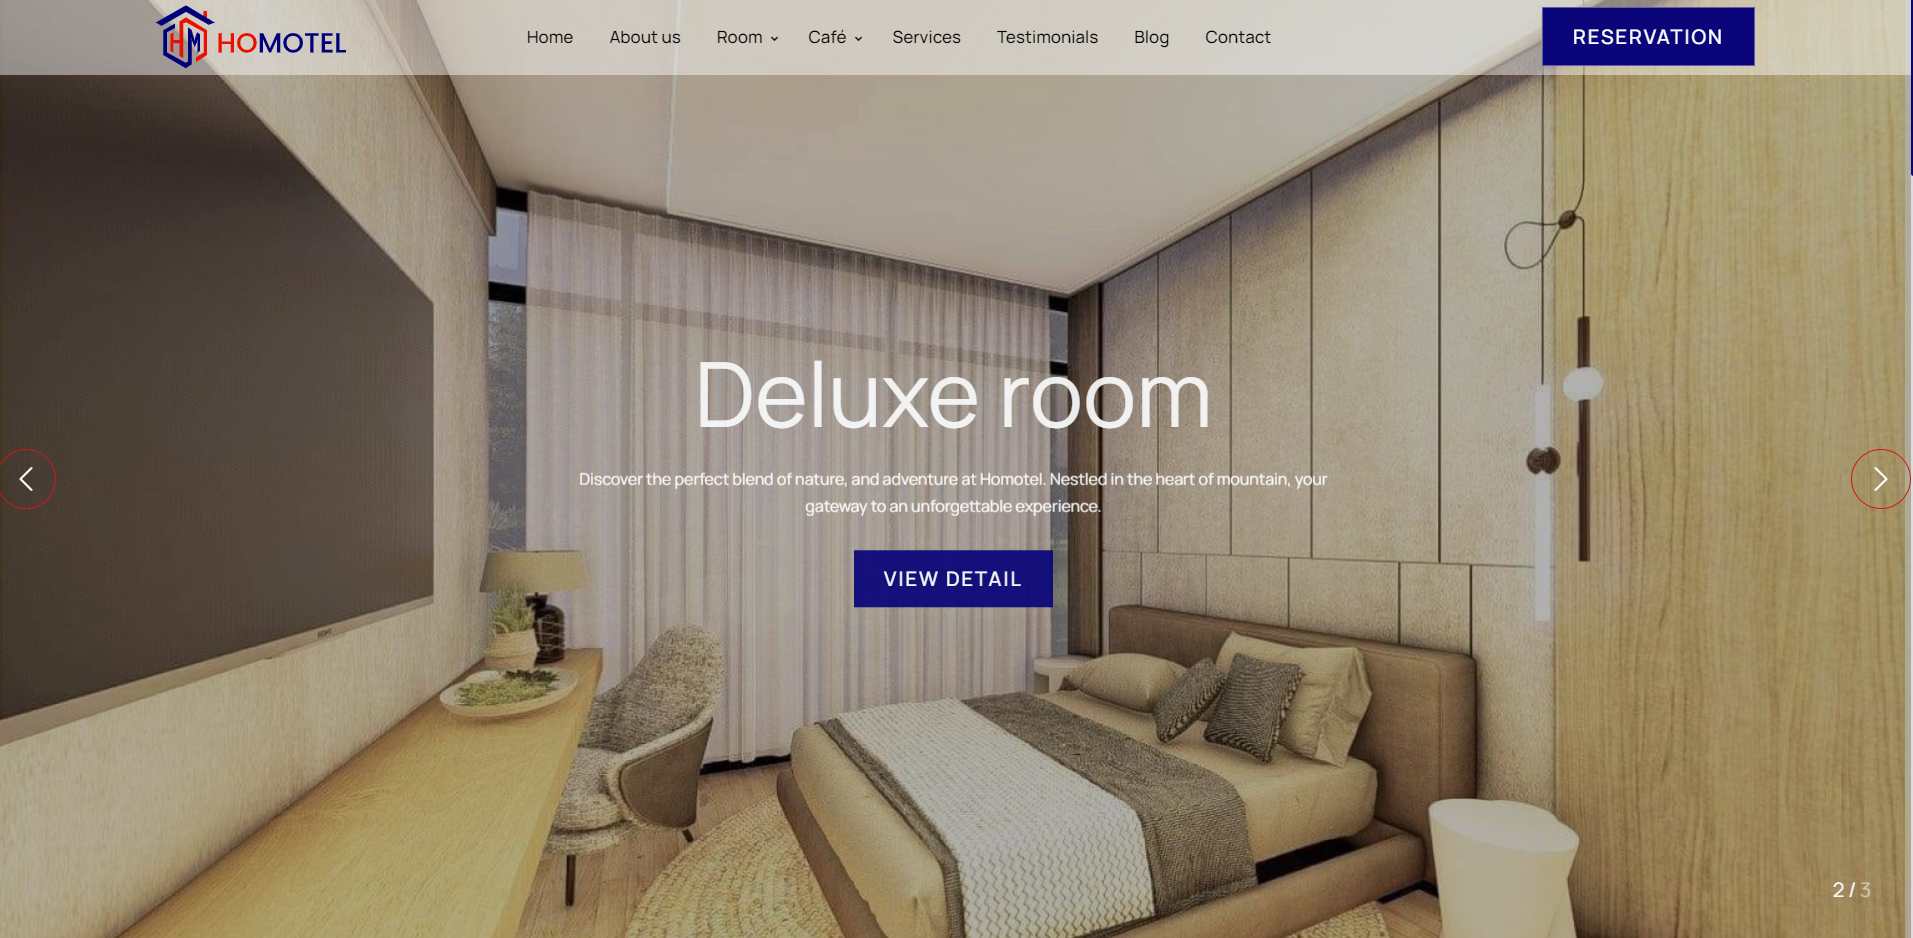 HM HOMOTEL
Home About us Room Café Services Testimonials Blog Contact
RESERVATION
Deluxe room
Discover the perfect blend of nature, and adventure at Homotel. Nestled in the heart of mountain, your
gateway to an unforgettable experience.
VIEW DETAIL
2 / 3